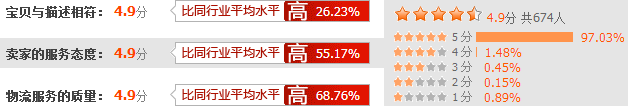 宝贝与描述相符： 4.9分 比同行业平均水平 高 26.23%
卖家的服务态度： 4.9分 比同行业平均水平 高 55.17%
物流服务的质量： 4.9分 比同行业平均水平 高 68.76%
4.9分 共674人
5分 97.03%
4分 1.48%
3分 0.45%
2分 0.15%
1分 0.89%